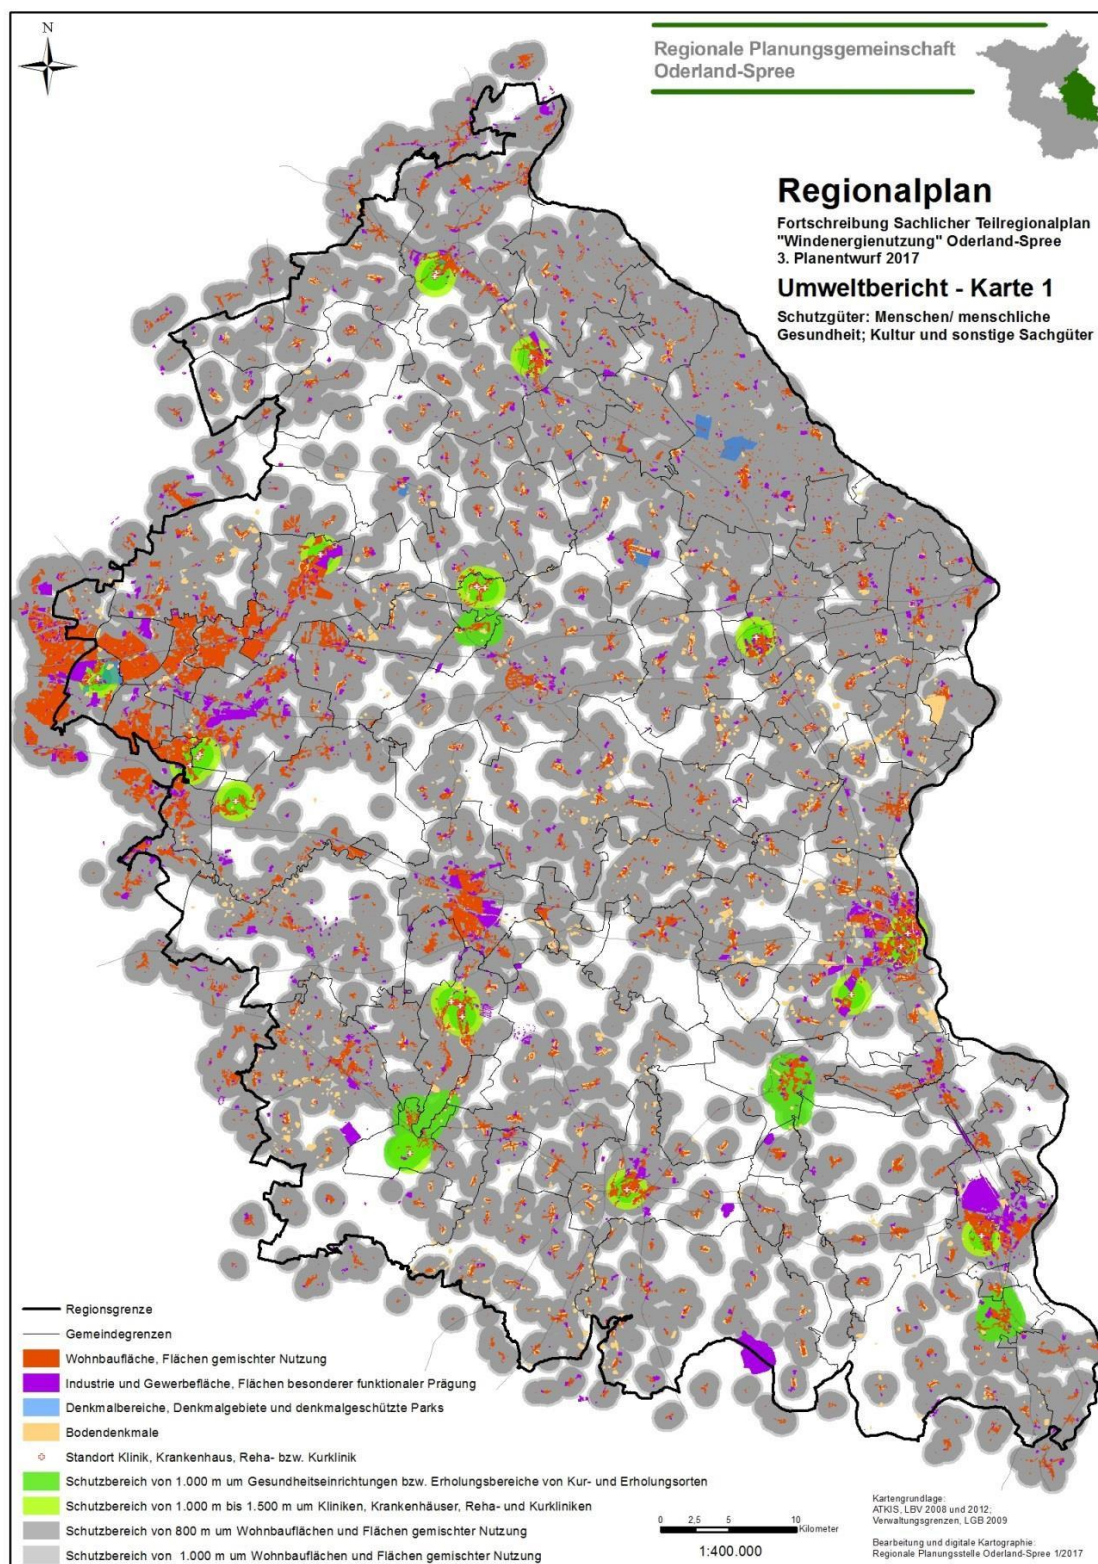 N
Regionale Planungsgemeinschaft
Oderland-Spree
Regionalplan
Fortschreibung Sachlicher Teilregionalplan
"Windenergienutzung" Oderland-Spree
3. Planentwurf 2017
Umweltbericht - Karte 1
Schutzgüter: Menschen/ menschliche
Gesundheit; Kultur und sonstige Sachgüter
Regionsgrenze
Gemeindegrenzen
Wohnbaufläche, Flächen gemischter Nutzung
Industrie und Gewerbefläche, Flächen besonderer funktionaler Prägung
Denkmalbereiche, Denkmalgebiete und denkmalgeschützte Parks
Bodendenkmale
Standort Klinik, Krankenhaus, Reha- bzw. Kurklinik
Schutzbereich von 1.000 m um Gesundheitseinrichtungen bzw. Erholungsbereiche von Kur- und Erholungsorten
Schutzbereich von 1.000 m bis 1.500 m um Kliniken, Krankenhäuser, Reha- und Kurkliniken
Schutzbereich von 800 m um Wohnbauflächen und Flächen gemischter Nutzung
Schutzbereich von 1.000 m um Wohnbauflächen und Flächen gemischter Nutzung
0 2,5 5 10
Kilometer
1:400.000
Kartengrundlage:
ATKIS, LBV 2008 und 2012;
Verwaltungsgrenzen, LGB 2009
Bearbeitung und digitale Kartographie:
Regionale Planungsstelle Oderland-Spree 1/2017